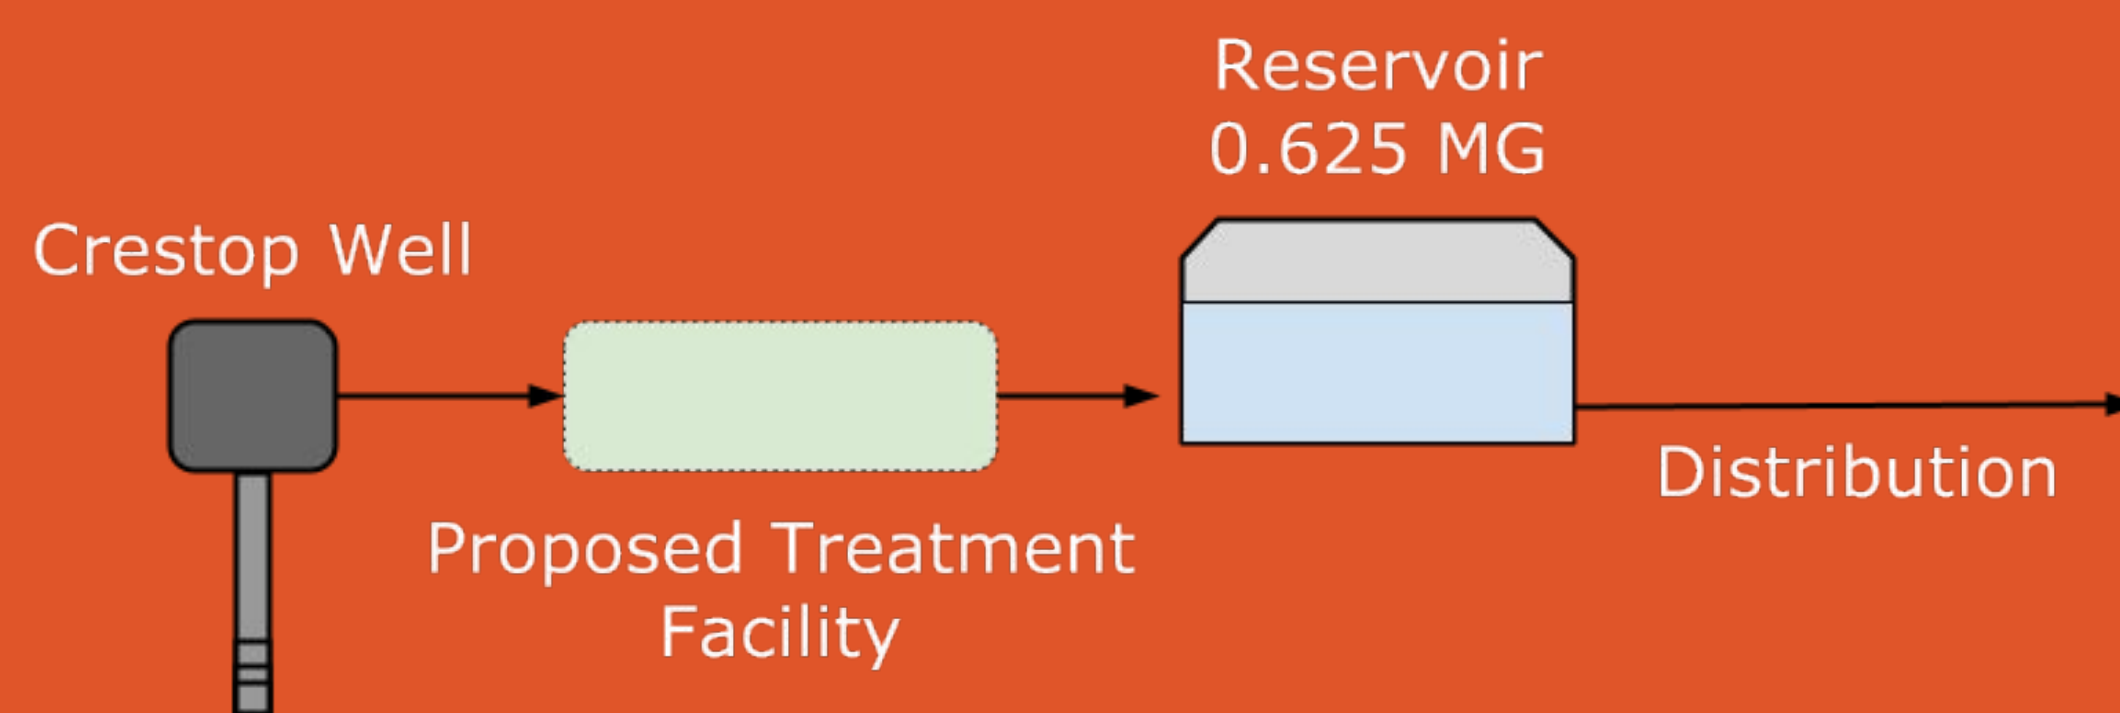 Crestop Well
Proposed Treatment
Facility
Reservoir
0.625 MG
Distribution